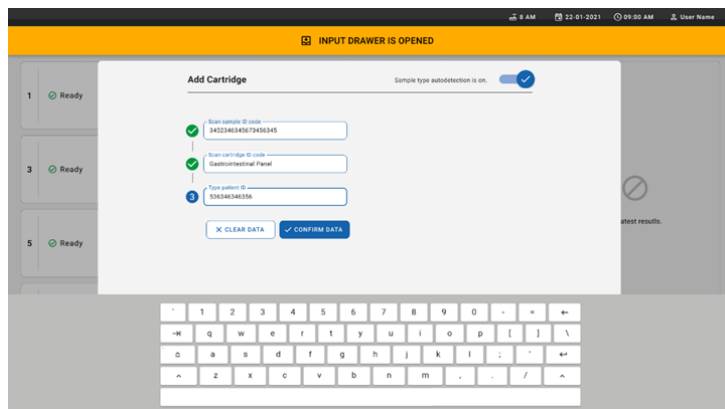 8 AM 22-01-2021 09:00 AM User Name
INPUT DRAWER IS OPENED
Add Cartridge Sample type autodetection is on.
1 Ready
Scan sample ID code
3452346345673456345
Scan cartridge ID code
Gastrointestinal Panel
3 Ready
3 Type patient ID
536346346356
atest results.
CLEAR DATA CONFIRM DATA
5 Ready
` 1 2 3 4 5 6 7 8 9 0 - =
q w e r t y u i o p [ ] \
a s d f g h j k l ; '
z x c v b n m , . /